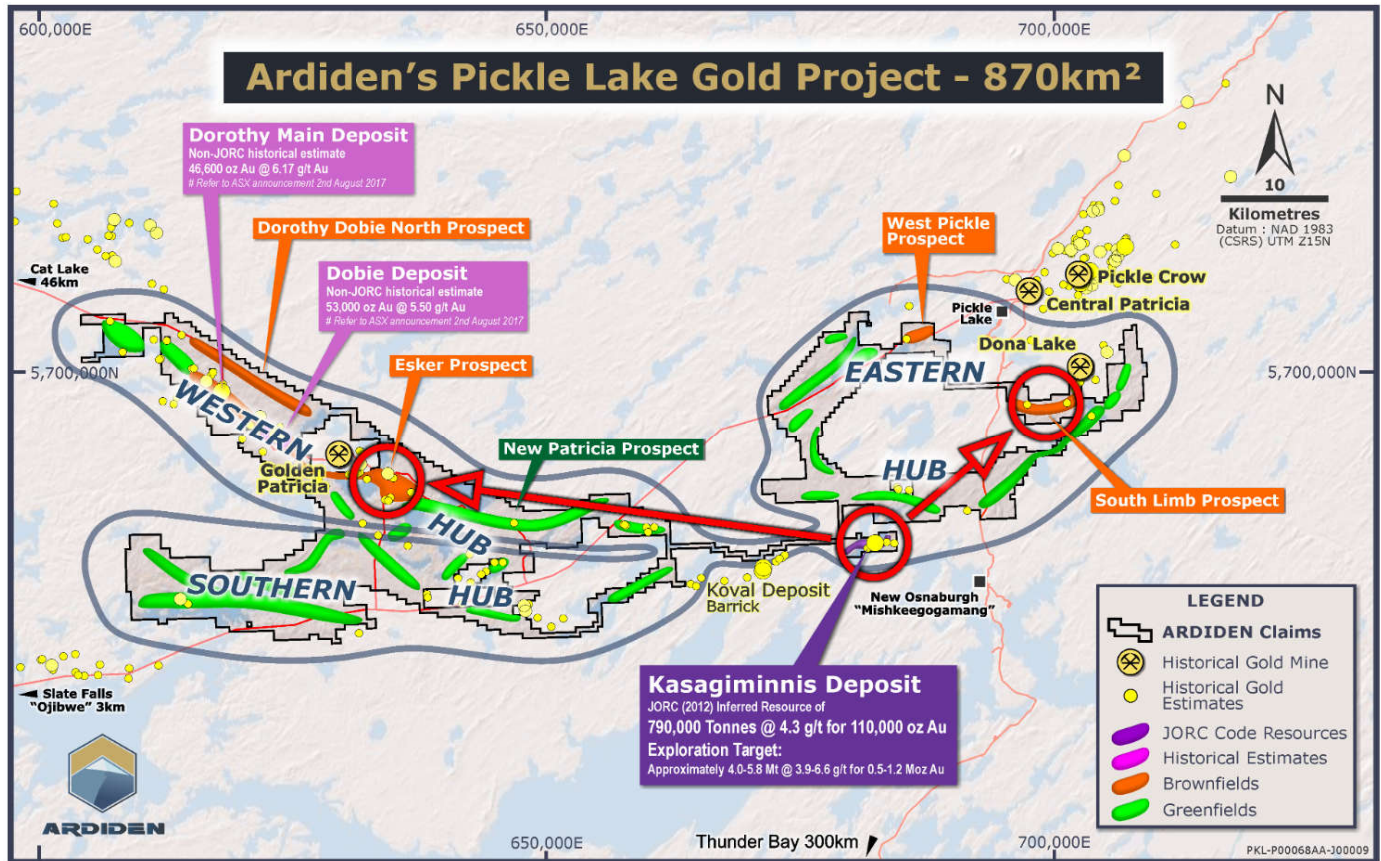 600,000E
650,000E
700,000E
Ardiden's Pickle Lake Gold Project - 870km²
N
10
Kilometres
Datum : NAD 1983
(CSRS) UTM Z15N
Dorothy Main Deposit
Non-JORC historical estimate
46,600 oz Au @ 6.17 g/t Au
# Refer to ASX announcement 2nd August 2017
Dorothy Dobie North Prospect
West Pickle
Prospect
Cat Lake
46km
Dobie Deposit
Non-JORC historical estimate
53,000 oz Au @ 5.50 g/t Au
# Refer to ASX announcement 2nd August 2017
Pickle Crow
Central Patricia
Pickle
Lake
Dona Lake
Esker Prospect
5,700,000N
EASTERN
5,700,000N
WESTERN
New Patricia Prospect
Golden
Patricia
HUB
South Limb Prospect
HUB
SOUTHERN
HUB
Koval Deposit
Barrick
New Osnaburgh
"Mishkeegogamang"
Kasagiminnis Deposit
JORC (2012) Inferred Resource of
790,000 Tonnes @ 4.3 g/t for 110,000 oz Au
Exploration Target:
Approximately 4.0-5.8 Mt @ 3.9-6.6 g/t for 0.5-1.2 Moz Au
LEGEND
ARDIDEN Claims
Historical Gold Mine
Historical Gold
Estimates
JORC Code Resources
Historical Estimates
Brownfields
Greenfields
Slate Falls
"Ojibwe" 3km
ARDIDEN
650,000E
Thunder Bay 300km
700,000E
PKL-P00068AA-J00009